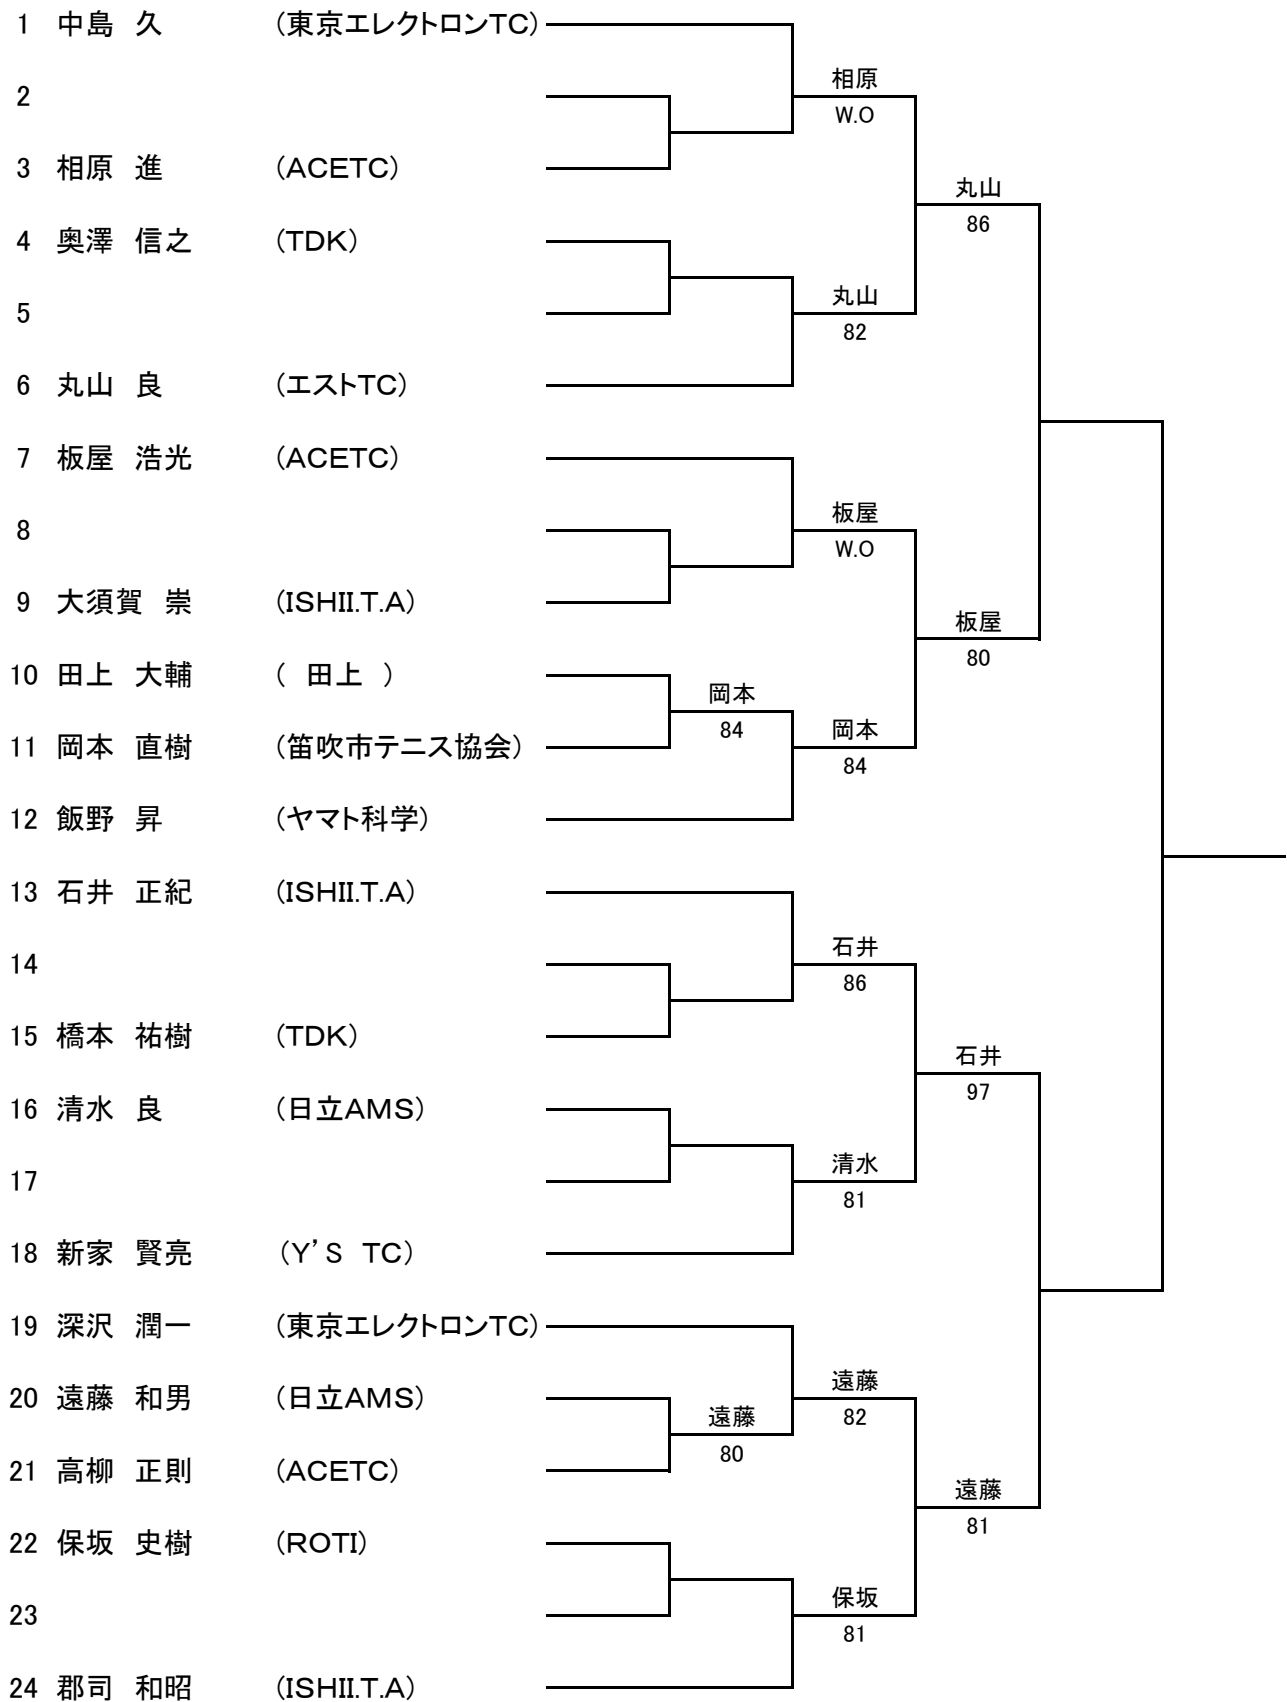 1 中島 久 (東京エレクトロンTC)
相原
2
W.O
3 相原 進 (ACETC)
丸山
86
4 奥澤 信之 (TDK)
丸山
5
82
6 丸山 良 (エストTC)
7 板屋 浩光 (ACETC)
板屋
8
W.O
9 大須賀 崇 (ISHII.T.A)
板屋
80
10 田上 大輔 ( 田上 )
岡本
84
岡本
11 岡本 直樹 (笛吹市テニス協会)
84
12 飯野 昇 (ヤマト科学)
13 石井 正紀 (ISHII.T.A)
石井
14
86
15 橋本 祐樹 (TDK)
石井
97
16 清水 良 (日立AMS)
清水
17
81
18 新家 賢亮 (Y'S TC)
19 深沢 潤一 (東京エレクトロンTC)
遠藤
20 遠藤 和男 (日立AMS)
82
遠藤
80
21 高柳 正則 (ACETC)
遠藤
81
22 保坂 史樹 (ROTI)
保坂
23
81
24 郡司 和昭 (ISHII.T.A)